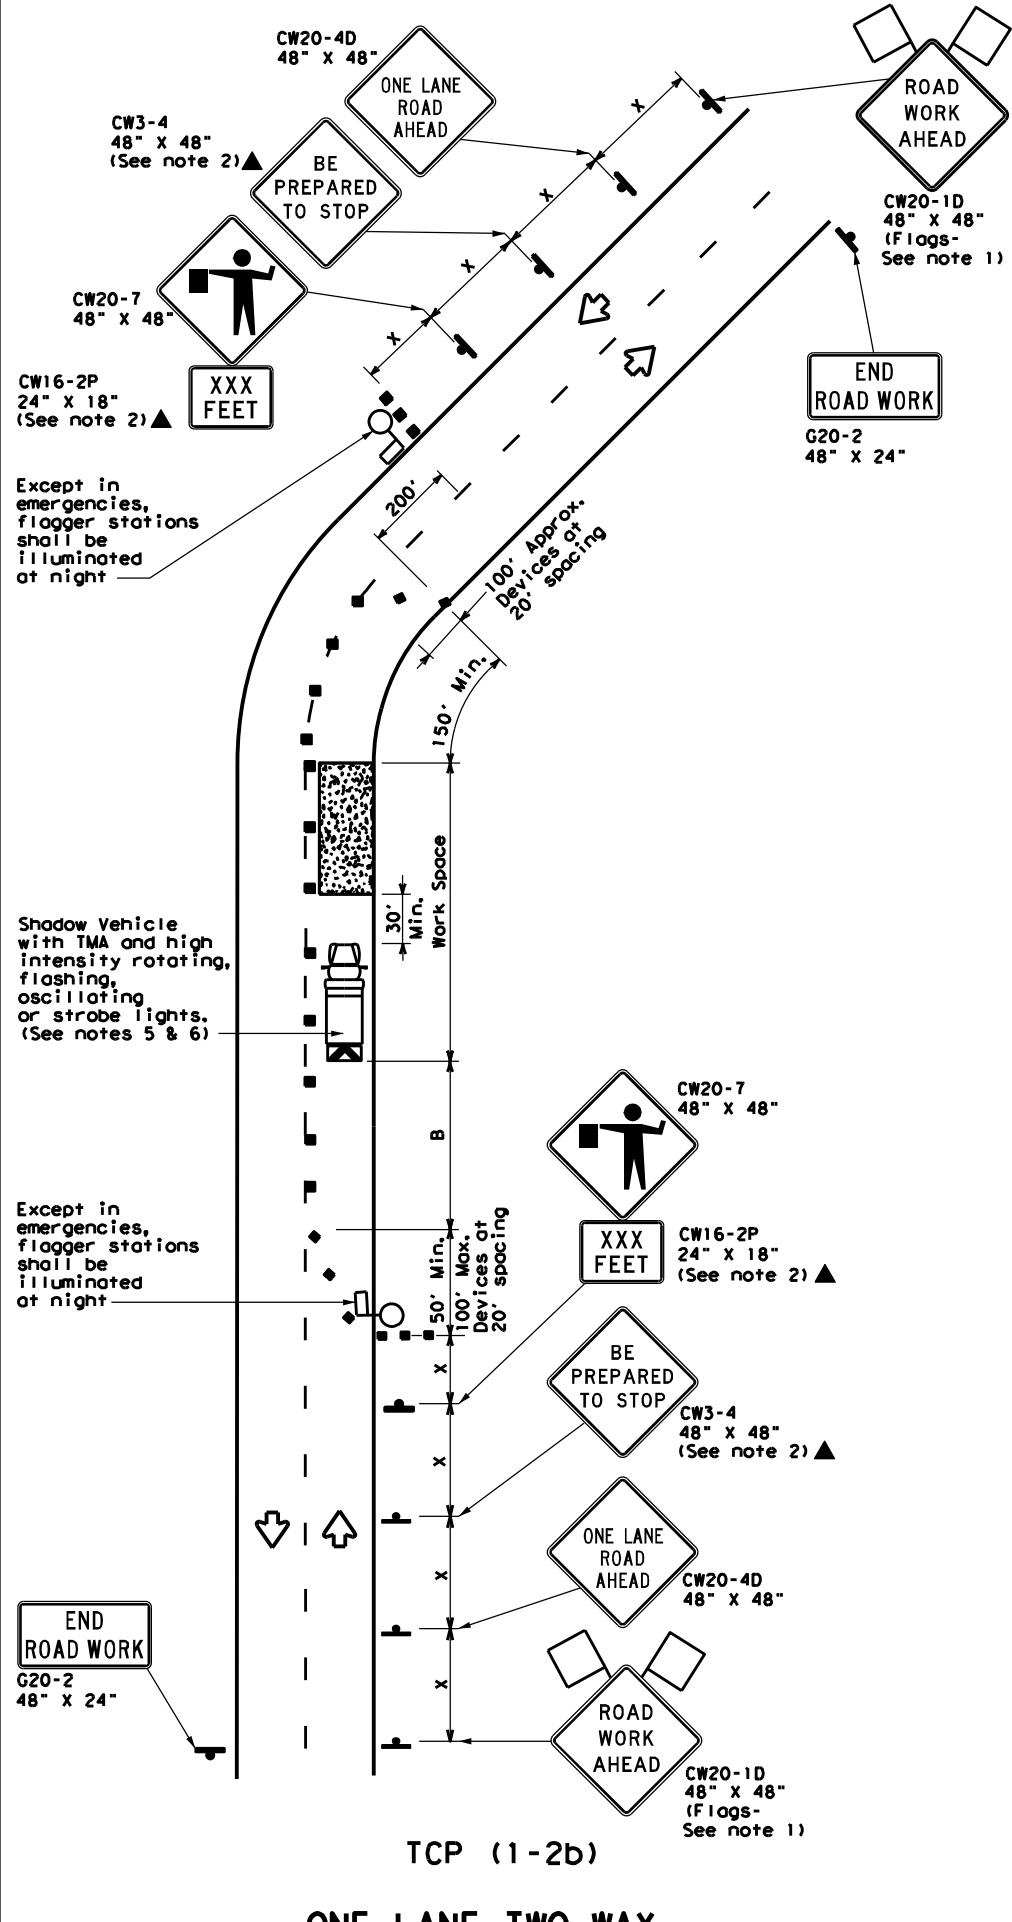 CW20-4D
48" X 48"
ONE LANE
ROAD
AHEAD
ROAD
WORK
AHEAD
CW20-1D
48" X 48"
(Flags-
See note 1)
CW3-4
48" X 48"
(See note 2)
BE
PREPARED
TO STOP
X
X
X
X
CW20-7
48" X 48"
CW16-2P
24" X 18"
(See note 2)
XXX
FEET
END
ROAD WORK
G20-2
48" X 24"
Except in
emergencies,
flagger stations
shall be
illuminated
at night
200'
100' Approx.
Devices at
20' spacing
150' Min.
Work Space
30'
Min.
Shadow Vehicle
with TMA and high
intensity rotating,
flashing,
oscillating
or strobe lights.
(See notes 5 & 6)
B
CW20-7
48" X 48"
XXX
FEET
CW16-2P
24" X 18"
(See note 2)
Except in
emergencies,
flagger stations
shall be
illuminated
at night
50' Min.
100' Max.
Devices at
20' spacing
X
X
X
X
BE
PREPARED
TO STOP
CW3-4
48" X 48"
(See note 2)
ONE LANE
ROAD
AHEAD
CW20-4D
48" X 48"
END
ROAD WORK
G20-2
48" X 24"
ROAD
WORK
AHEAD
CW20-1D
48" X 48"
(Flags-
See note 1)
TCP (1-2b)
ONE LANE TWO WAY